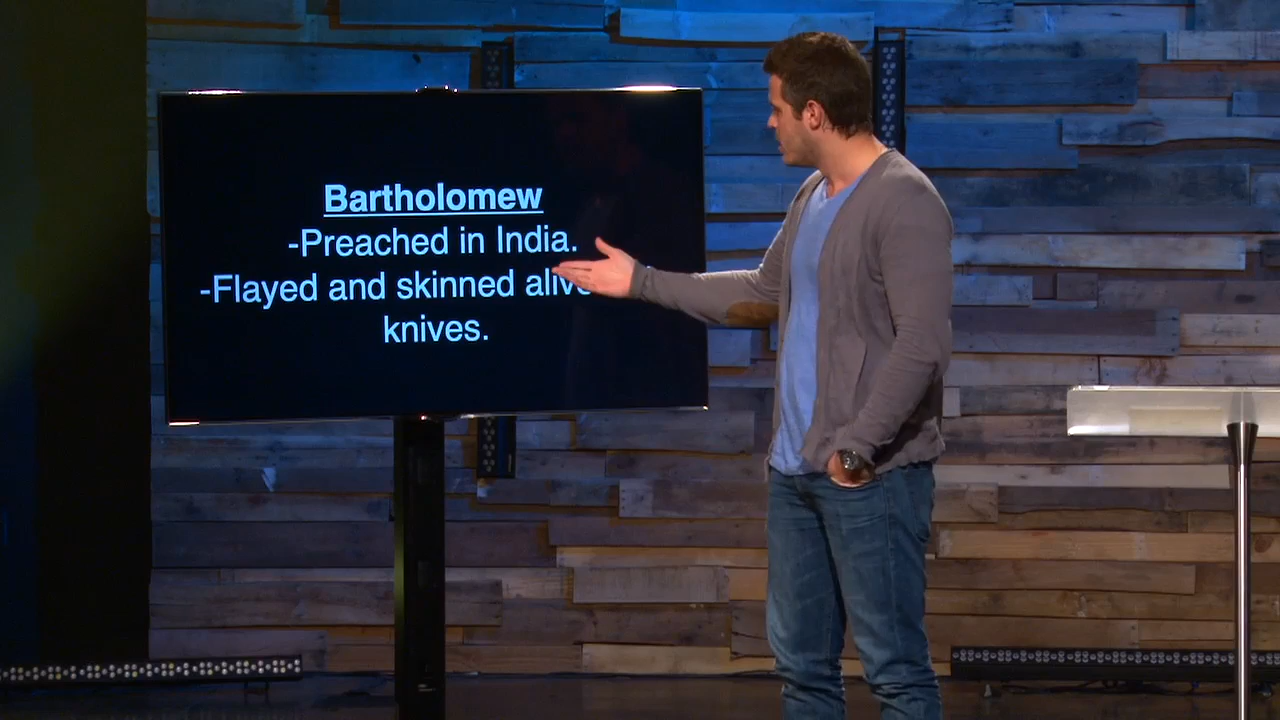 Bartholomew
-Preached in India.
-Flayed and skinned alive
knives.